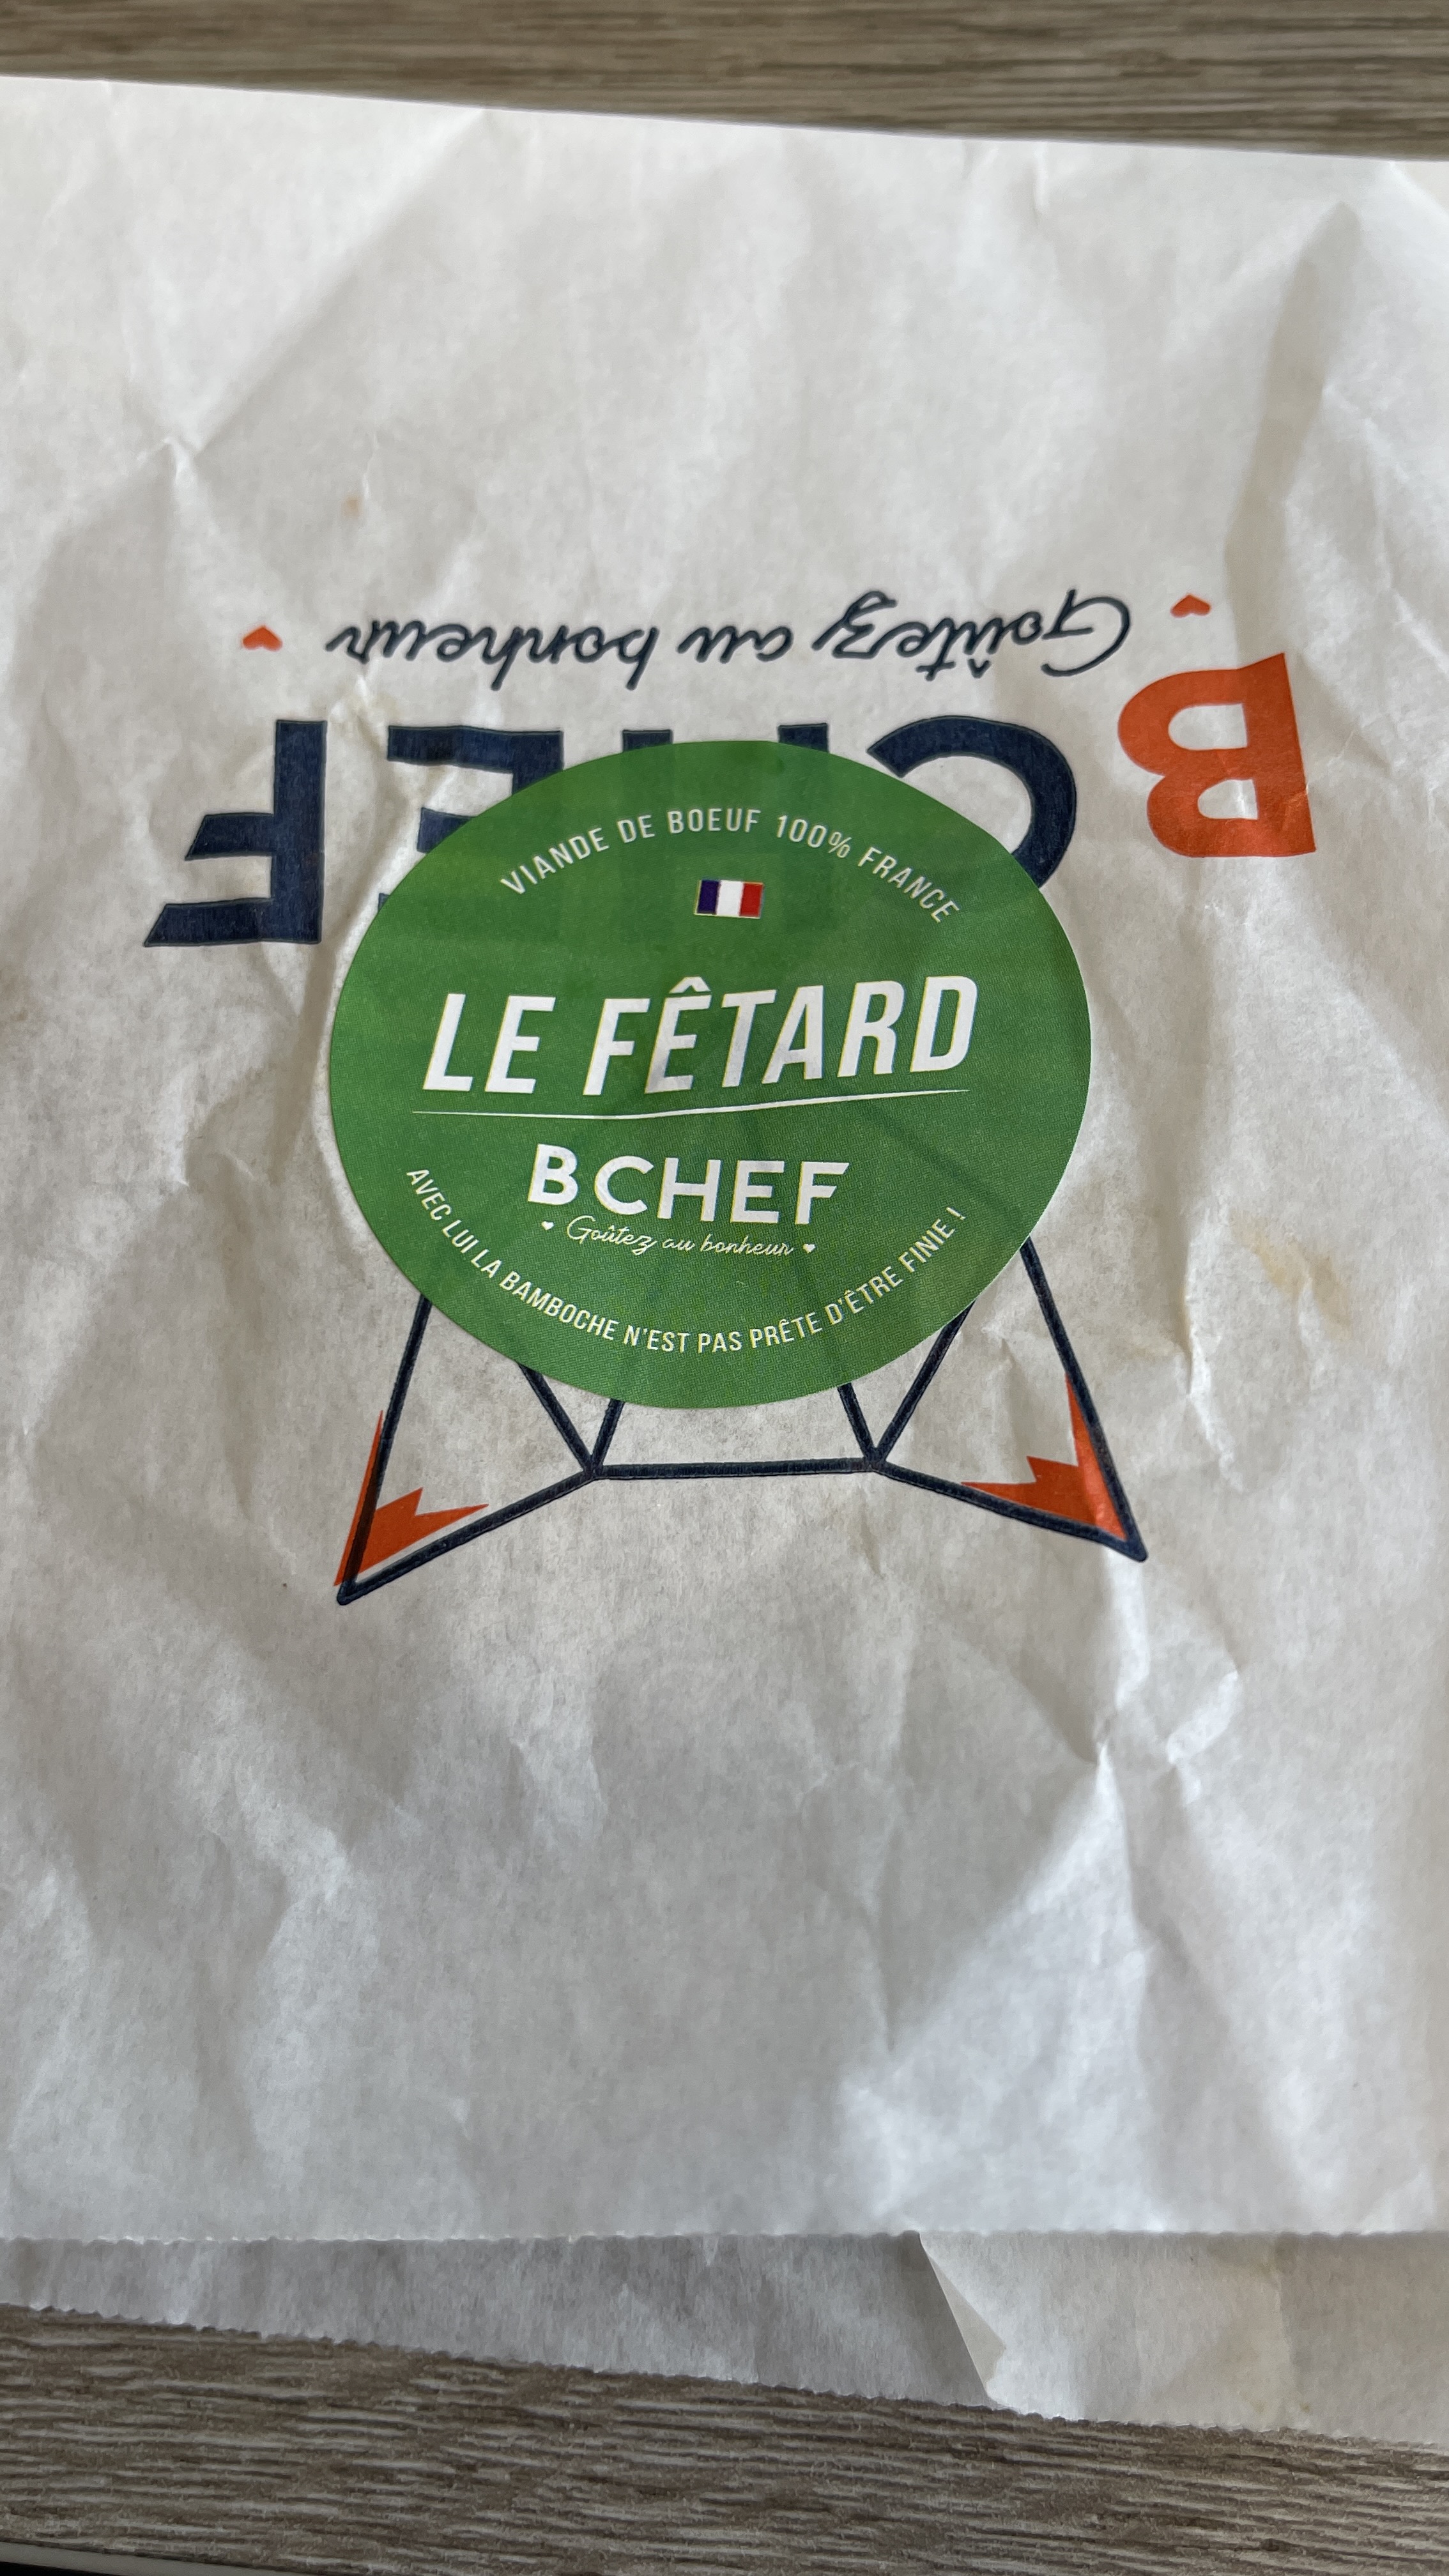 Goûtez au bonheur
B CHEF
VIANDE DE BOEUF 100% FRANCE
LE FÊTARD
BCHEF
Goûtez au bonheur
AVEC LUI LA BAMBOCHE N'EST PAS PRÊTE D'ÊTRE FINIE !